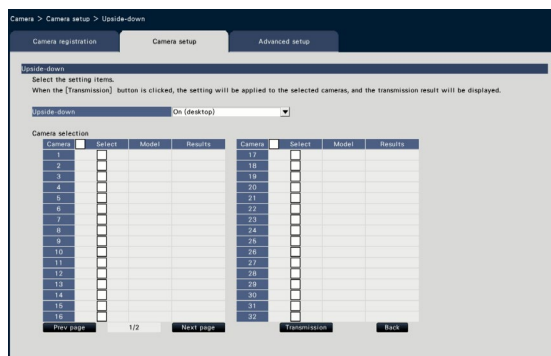 Camera > Camera setup > Upside-down
Camera registration Camera setup Advanced setup
Upside-down
Select the setting items.
When the [Transmission] button is clicked, the setting will be applied to the selected cameras, and the transmission result will be displayed.
Upside-down On (desktop)
Camera selection
Camera Select Model Results Camera Select Model Results
1 17
2 18
3 19
4 20
5 21
6 22
7 23
8 24
9 25
10 26
11 27
12 28
13 29
14 30
15 31
16 32
Prev page 1/2 Next page Transmission Back